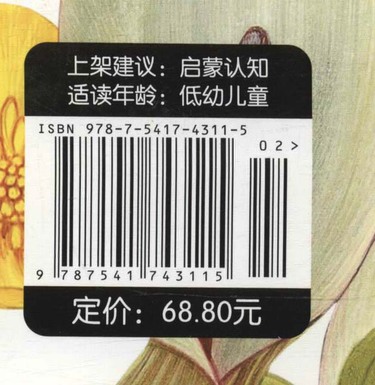 上架建议：启蒙认知
适读年龄：低幼儿童
ISBN 978-7-5417-4311-5
02>
9 787541 743115
定价：68.80元